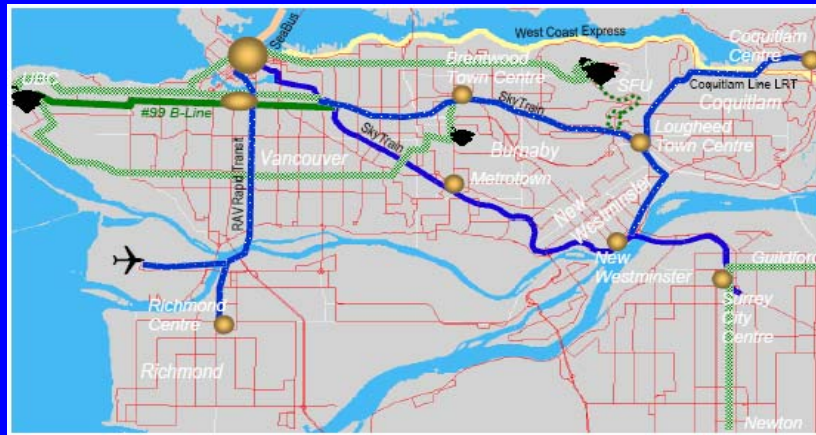 SeaBus
West Coast Express
Coquitlam
Centre
Brentwood
Town Centre
UBC
SFU
Coquitlam Line LRT
Coquitlam
#99 B-Line
SkyTrain
SkyTrain
Lougheed
Town Centre
Vancouver
Burnaby
RAV Rapid Transit
Metrotown
New
Westminster
New
Westminster
Guildford
Richmond
Centre
Surrey
City
Centre
Richmond
Newton